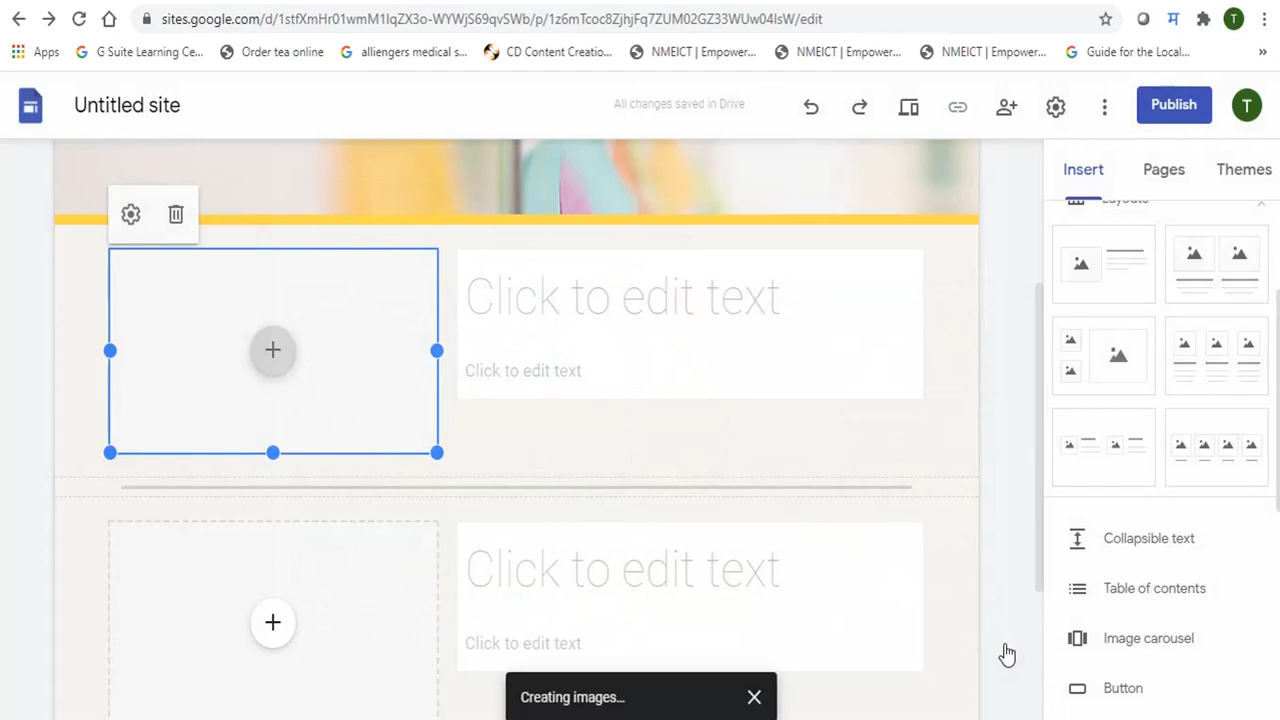 sites.google.com/d/1stfXmHr01wmM1IqZX3o-WYWjS69qvSWb/p/1z6mTcoc8ZjhjFq7ZUM02GZ33WUw04IsW/edit
T
Apps
G Suite Learning Ce...
Order tea online
alliengers medical s...
CD Content Creatio...
NMEICT | Empower...
NMEICT | Empower...
NMEICT | Empower...
Guide for the Local...
»
Untitled site
All changes saved in Drive
Publish
T
Insert
Pages
Themes
Layouts
Click to edit text
Click to edit text
Collapsible text
Click to edit text
Table of contents
Click to edit text
Image carousel
Creating images...
Button